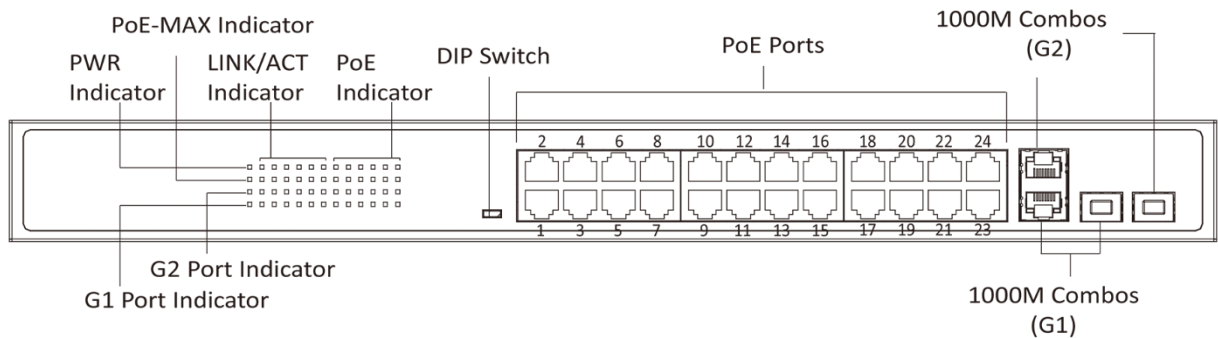 PoE-MAX Indicator
PWR
Indicator
LINK/ACT
Indicator
PoE
Indicator
DIP Switch
PoE Ports
1000M Combos
(G2)
2 4 6 8 10 12 14 16 18 20 22 24
1 3 5 7 9 11 13 15 17 19 21 23
G2 Port Indicator
G1 Port Indicator
1000M Combos
(G1)